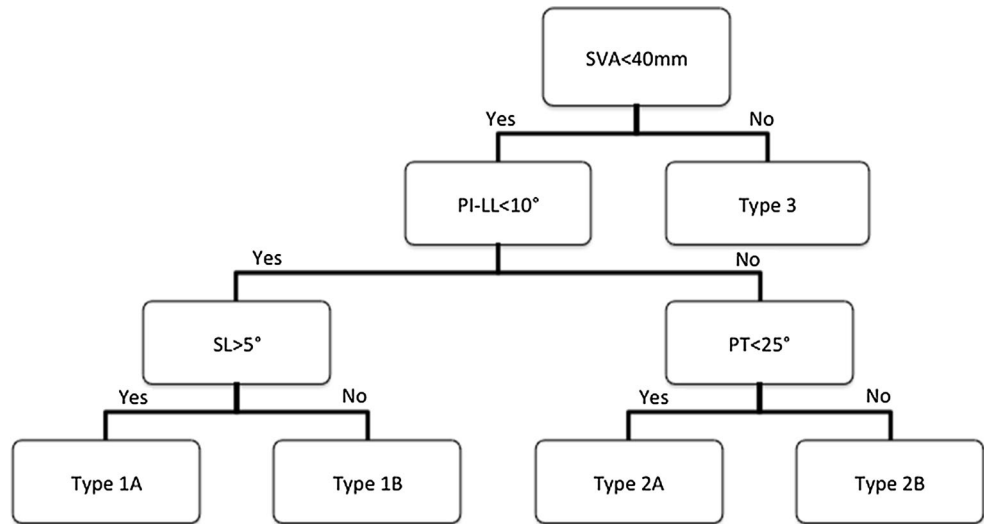 SVA<40mm
Yes
No
PI-LL<10°
Type 3
Yes
No
SL>5°
PT<25°
Yes
No
Yes
No
Type 1A
Type 1B
Type 2A
Type 2B